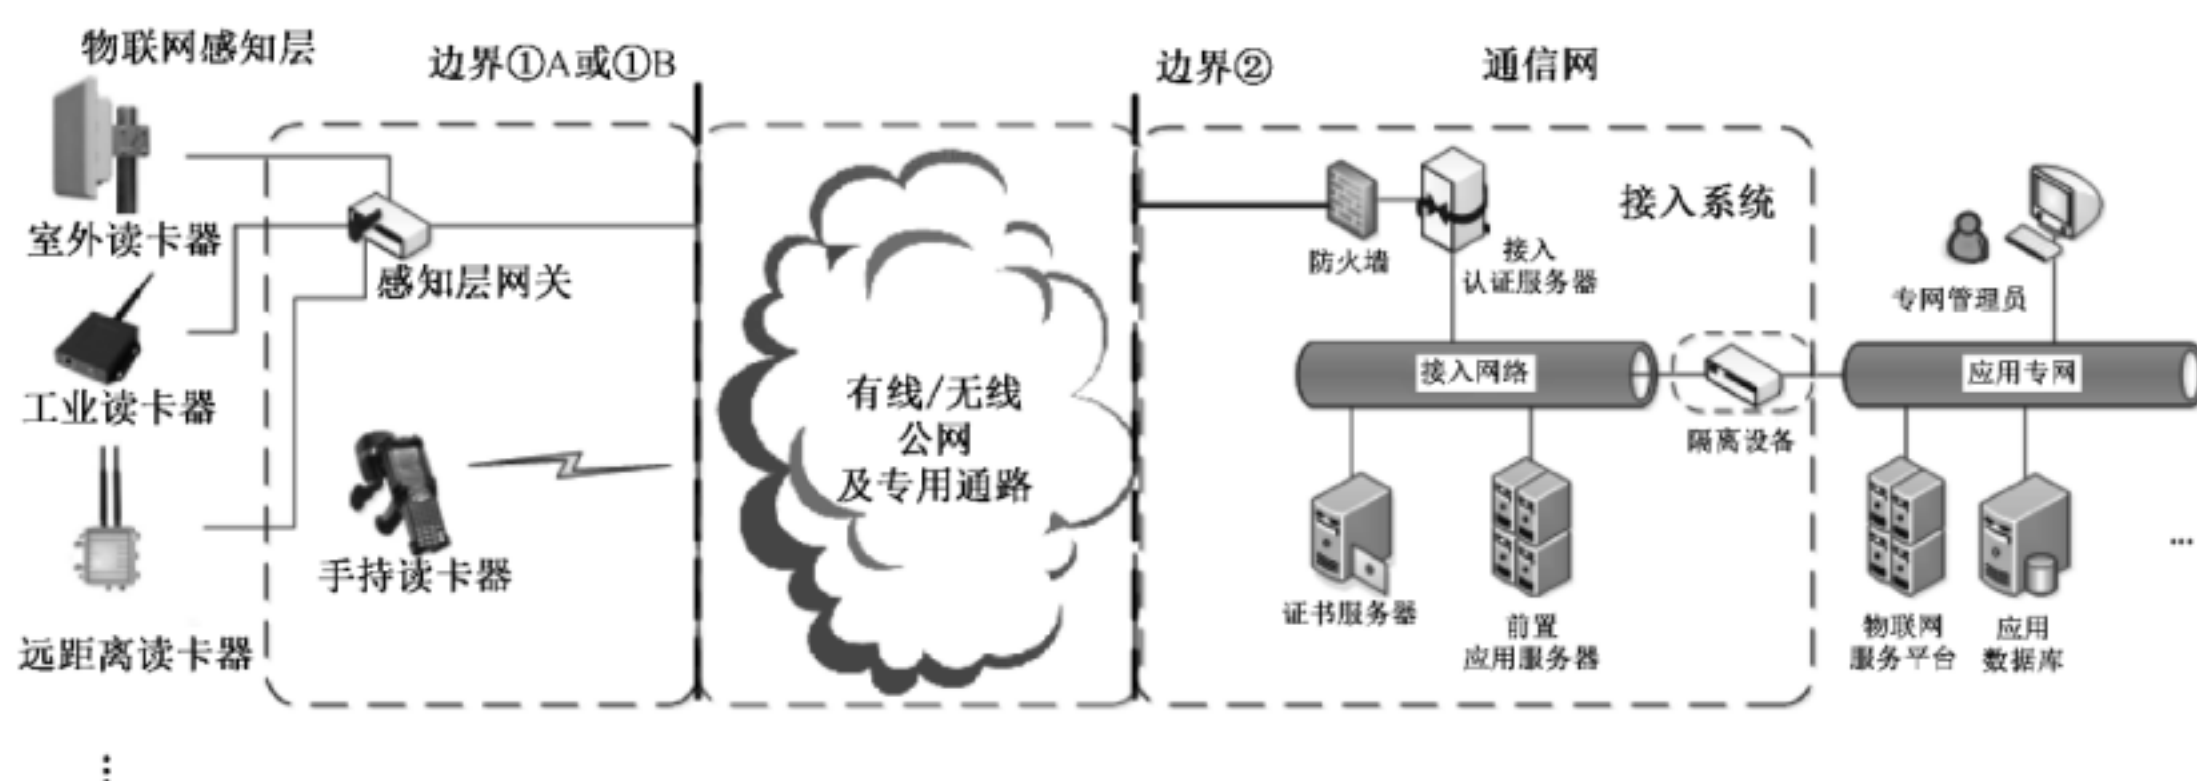 物联网感知层
边界①A或①B
边界②
通信网
室外读卡器
感知层网关
工业读卡器
手持读卡器
远距离读卡器
⋮
有线/无线
公网
及专用通路
防火墙
接入
认证服务器
接入系统
专网管理员
接入网络
隔离设备
应用专网
证书服务器
前置
应用服务器
物联网
服务平台
应用
数据库
...